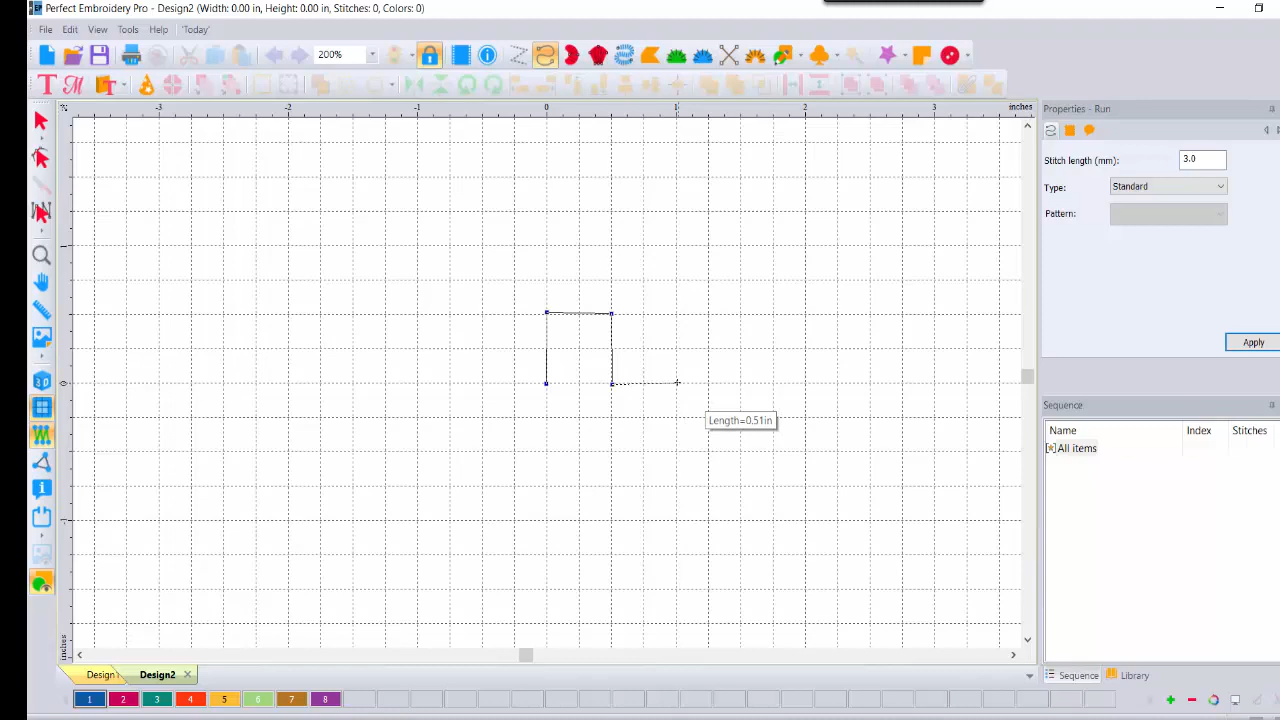 Perfect Embroidery Pro - Design2 (Width: 0.00 in, Height: 0.00 in, Stitches: 0, Colors: 0)
File Edit View Tools Help 'Today'
200%
-3 -2 -1 0 1 2 3 inches
Properties - Run
Stitch length (mm): 3.0
Type: Standard
Pattern:
Apply
0
Length=0.51in
Sequence
Name Index Stitches
All items
inches
Design1 Design2
Sequence Library
1 2 3 4 5 6 7 8